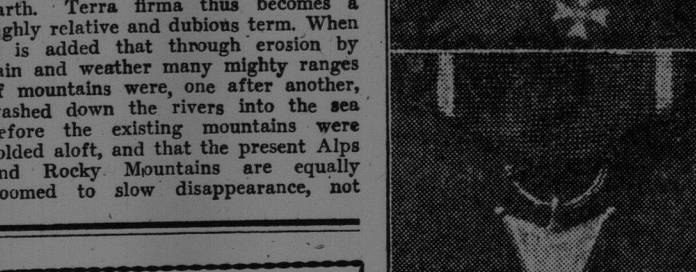 arth. Terra firma thus becomes a
ghly relative and dubious term. When
is added that through erosion by
ain and weather many mighty ranges
f mountains were, one after another,
ashed down the rivers into the sea
efore the existing mountains were
olded aloft, and that the present Alps
nd Rocky Mountains are equally
oomed to slow disappearance, not